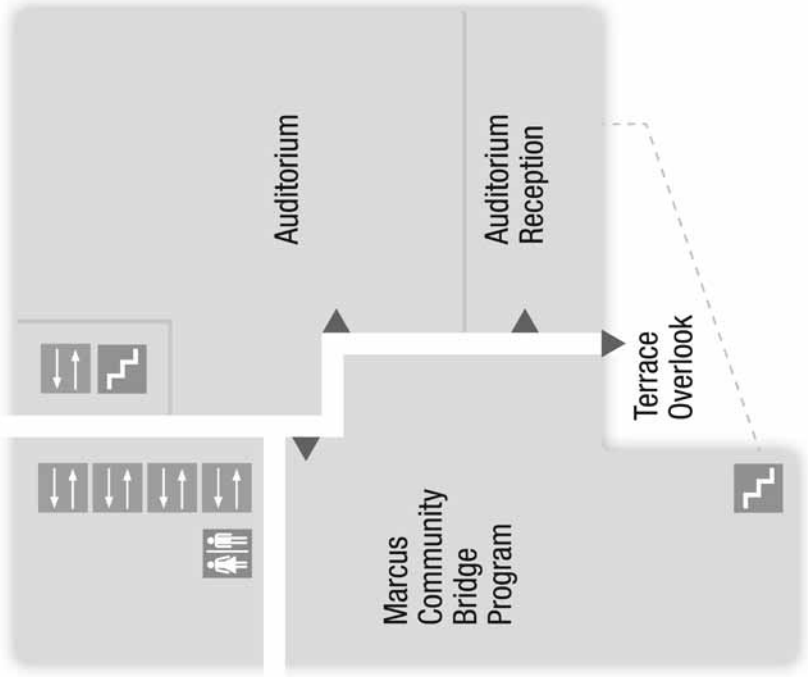 Auditorium
Auditorium
Reception
Terrace
Overlook
Marcus
Community
Bridge
Program